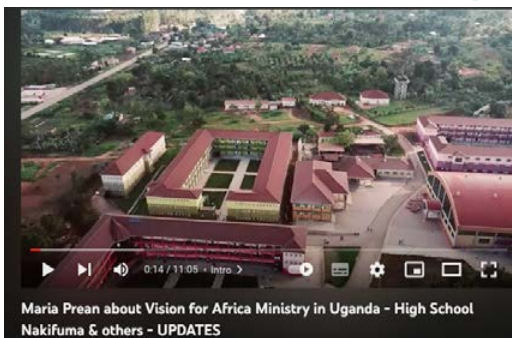 0:14 / 11:05 • Intro >
Maria Prean about Vision for Africa Ministry in Uganda - High School
Nakifuma & others - UPDATES